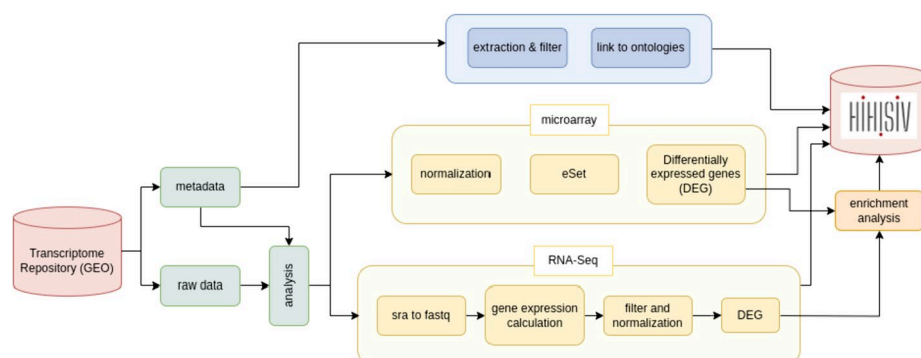 extraction & filter
link to ontologies
HIHISIV
microarray
normalization
eSet
Differentially
expressed genes
(DEG)
metadata
enrichment
analysis
Transcriptome
Repository (GEO)
raw data
analysis
RNA-Seq
sra to fastq
gene expression
calculation
filter and
normalization
DEG